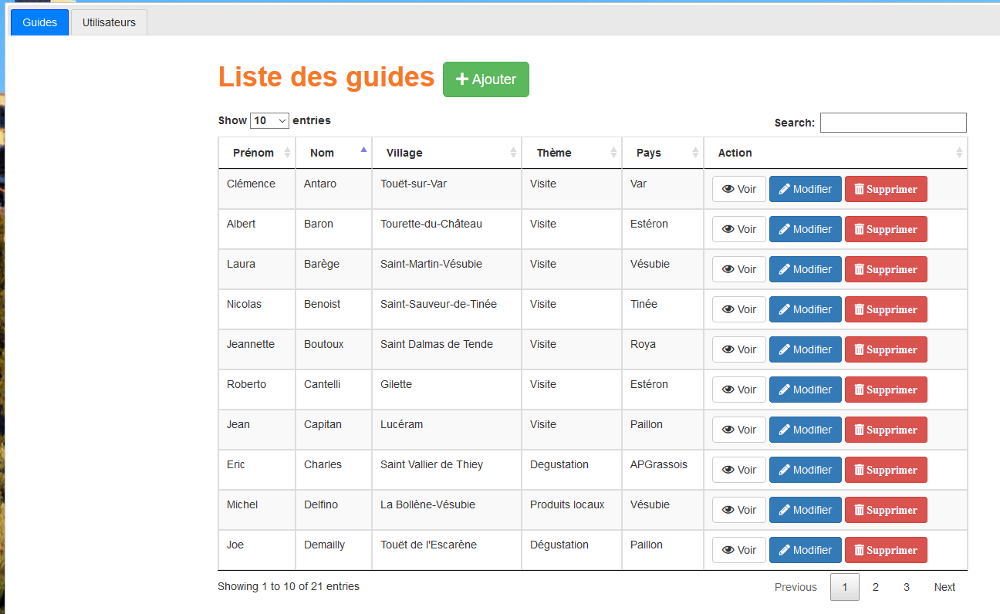 Guides Utilisateurs
Liste des guides Ajouter
Show 10 entries
Search:
Prénom Nom Village Thème Pays Action
Clémence Antaro Touët-sur-Var Visite Var Voir Modifier Supprimer
Albert Baron Tourette-du-Château Visite Estéron Voir Modifier Supprimer
Laura Barège Saint-Martin-Vésubie Visite Vésubie Voir Modifier Supprimer
Nicolas Benoist Saint-Sauveur-de-Tinée Visite Tinée Voir Modifier Supprimer
Jeannette Boutoux Saint Dalmas de Tende Visite Roya Voir Modifier Supprimer
Roberto Cantelli Gilette Visite Estéron Voir Modifier Supprimer
Jean Capitan Lucéram Visite Paillon Voir Modifier Supprimer
Eric Charles Saint Vallier de Thiey Degustation APGrassois Voir Modifier Supprimer
Michel Delfino La Bollène-Vésubie Produits locaux Vésubie Voir Modifier Supprimer
Joe Demailly Touët de l'Escarène Dégustation Paillon Voir Modifier Supprimer
Showing 1 to 10 of 21 entries
Previous 1 2 3 Next